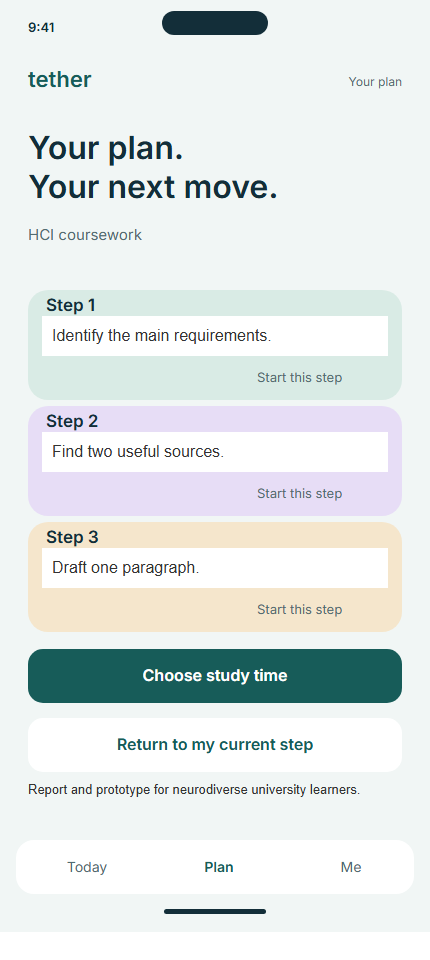 9:41
tether
Your plan
Your plan.
Your next move.
HCI coursework
Step 1
Identify the main requirements.
Start this step
Step 2
Find two useful sources.
Start this step
Step 3
Draft one paragraph.
Start this step
Choose study time
Return to my current step
Report and prototype for neurodiverse university learners.
Today Plan Me